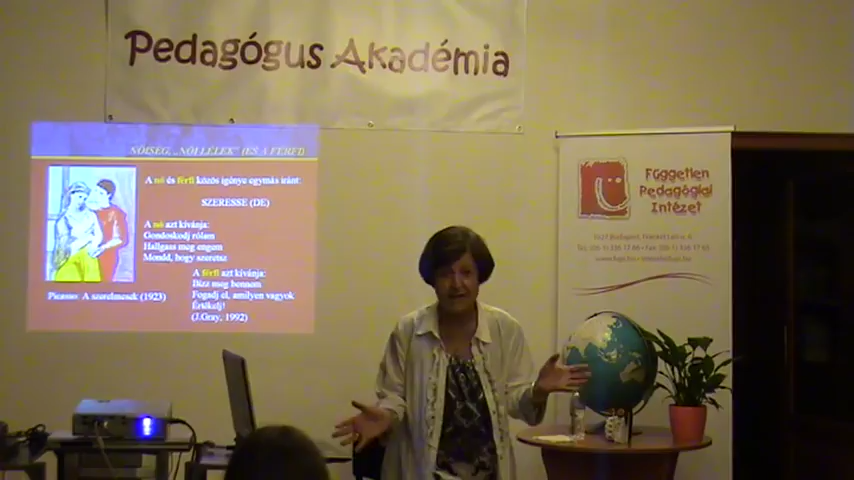 Pedagógus Akadémia
NŐISÉG, „NŐI LÉLEK” (ÉS A FÉRFI)
A nő és férfi közös igénye egymás iránt:
SZERESSE (DE)
A nő azt kívánja:
Gondoskodj rólam
Hallgass meg engem
Mondd, hogy szeretsz
A férfi azt kívánja:
Bízz meg bennem
Fogadj el, amilyen vagyok
Értékelj!
(J.Gray, 1992)
Picasso: A szerelmesek (1923)
Független
Pedagógiai
Intézet